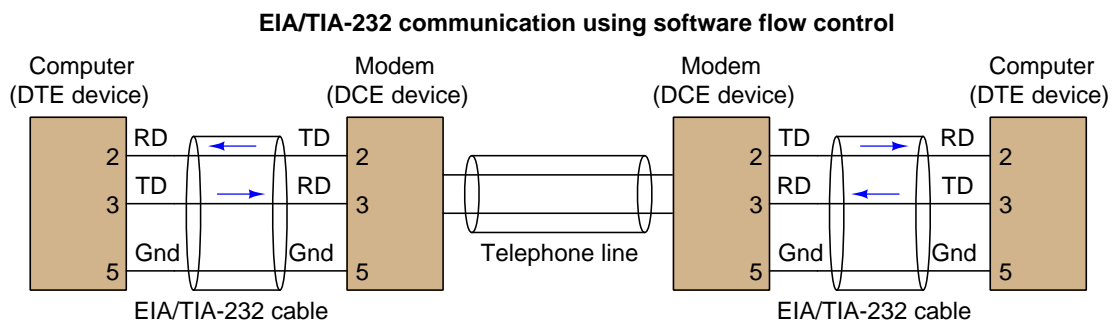 EIA/TIA-232 communication using software flow control
Computer
(DTE device)
Modem
(DCE device)
Modem
(DCE device)
Computer
(DTE device)
2 RD TD 2
3 TD RD 3
5 Gnd Gnd 5
EIA/TIA-232 cable
Telephone line
2 TD RD 2
3 RD TD 3
5 Gnd Gnd 5
EIA/TIA-232 cable